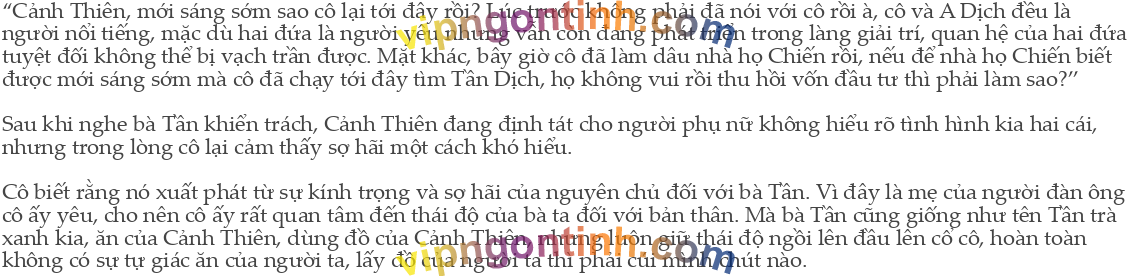 “Cảnh Thiên, mới sáng sớm sao cô lại tới đây rồi? Lúc trước không phải đã nói với cô rồi à, cô và A Dịch đều là
người nổi tiếng, mặc dù hai đứa là người yêu nhưng vẫn còn đang phát triển trong làng giải trí, quan hệ của hai đứa
tuyệt đối không thể bị vạch trần được. Mặt khác, bây giờ cô đã làm dâu nhà họ Chiến rồi, nếu để nhà họ Chiến biết
được mới sáng sớm mà cô đã chạy tới đây tìm Tần Dịch, họ không vui rồi thu hồi vốn đầu tư thì phải làm sao?”
Sau khi nghe bà Tần khiển trách, Cảnh Thiên đang định tát cho người phụ nữ không hiểu rõ tình hình kia hai cái,
nhưng trong lòng cô lại cảm thấy sợ hãi một cách khó hiểu.
Cô biết rằng nó xuất phát từ sự kính trọng và sợ hãi của nguyên chủ đối với bà Tần. Vì đây là mẹ của người đàn ông
cô ấy yêu, cho nên cô ấy rất quan tâm đến thái độ của bà ta đối với bản thân. Mà bà Tần cũng giống như tên Tần trà
xanh kia, ăn của Cảnh Thiên, dùng đồ của Cảnh Thiên, nhưng luôn giữ thái độ ngồi lên đầu lên cổ cô, hoàn toàn
không có sự tự giác ăn của người ta, lấy đồ của người ta thì phải cúi mình chút nào.
vipngontinh.com
vipngontinh.com